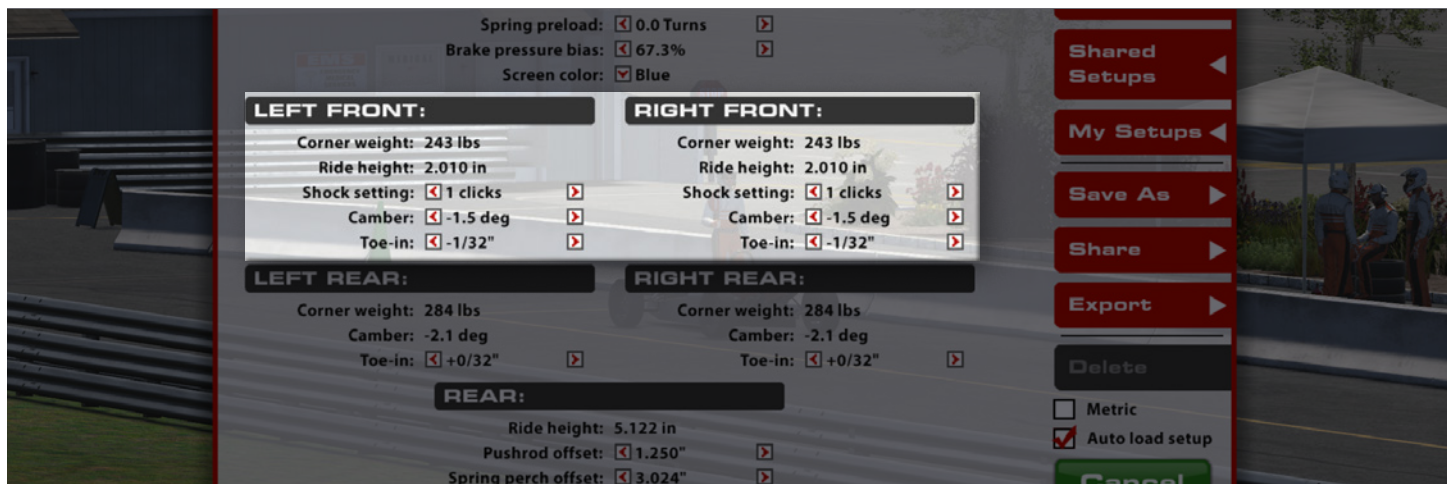 Spring preload: 0.0 Turns
Brake pressure bias: 67.3%
Screen color: Blue
LEFT FRONT:
Corner weight: 243 lbs
Ride height: 2.010 in
Shock setting: 1 clicks
Camber: -1.5 deg
Toe-in: -1/32"
RIGHT FRONT:
Corner weight: 243 lbs
Ride height: 2.010 in
Shock setting: 1 clicks
Camber: -1.5 deg
Toe-in: -1/32"
LEFT REAR:
Corner weight: 284 lbs
Camber: -2.1 deg
Toe-in: +0/32"
RIGHT REAR:
Corner weight: 284 lbs
Camber: -2.1 deg
Toe-in: +0/32"
REAR:
Ride height: 5.122 in
Pushrod offset: 1.250"
Spring perch offset: 3.024"
Shared
Setups
My Setups
Save As
Share
Export
Delete
Metric
Auto load setup
Cancel